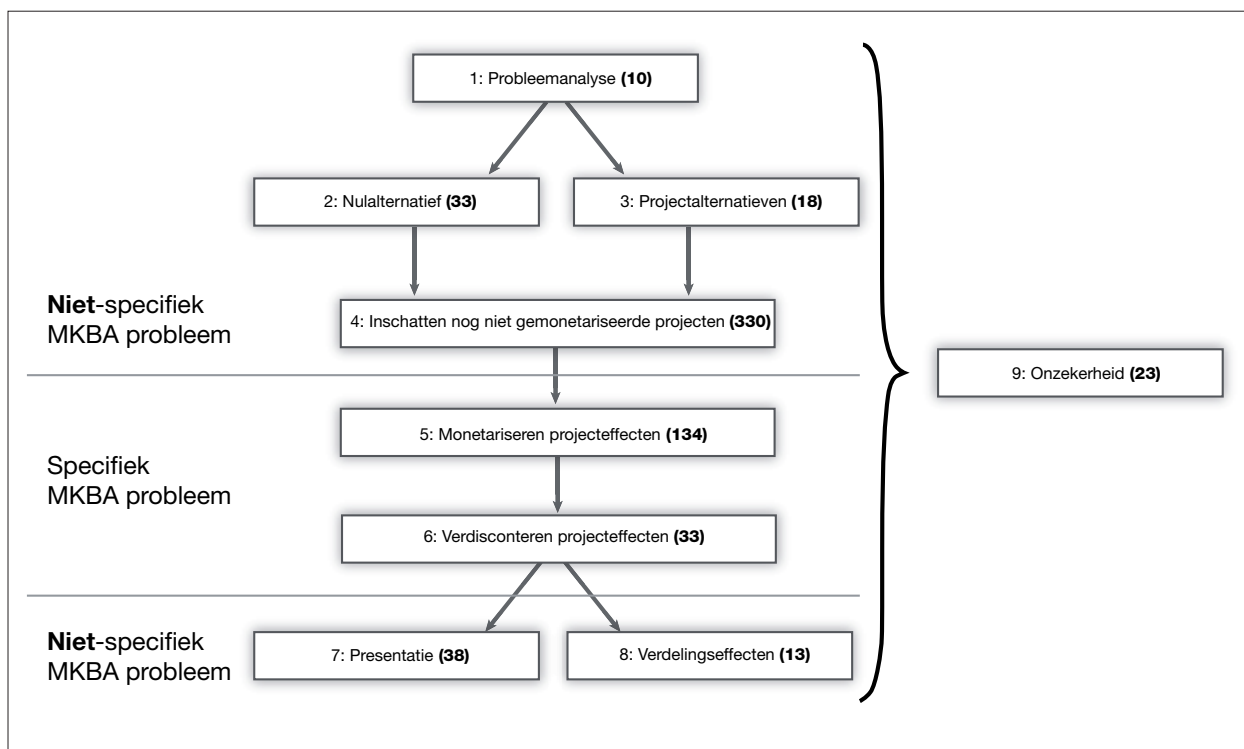 1: Probleemanalyse (10)
2: Nulalternatief (33)
3: Projectalternatieven (18)
Niet-specifiek
MKBA probleem
4: Inschatten nog niet gemonetariseerde projecten (330)
9: Onzekerheid (23)
5: Monetariseren projecteffecten (134)
Specifiek
MKBA probleem
6: Verdisconteren projecteffecten (33)
Niet-specifiek
MKBA probleem
7: Presentatie (38)
8: Verdelingseffecten (13)